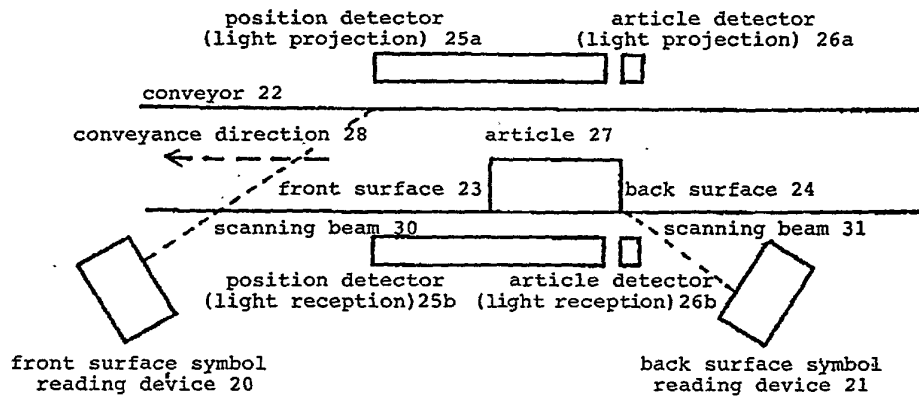 position detector
(light projection) 25a
article detector
(light projection) 26a
conveyor 22
conveyance direction 28
article 27
front surface 23
back surface 24
scanning beam 30
scanning beam 31
position detector
(light reception)25b
article detector
(light reception)26b
front surface symbol
reading device 20
back surface symbol
reading device 21